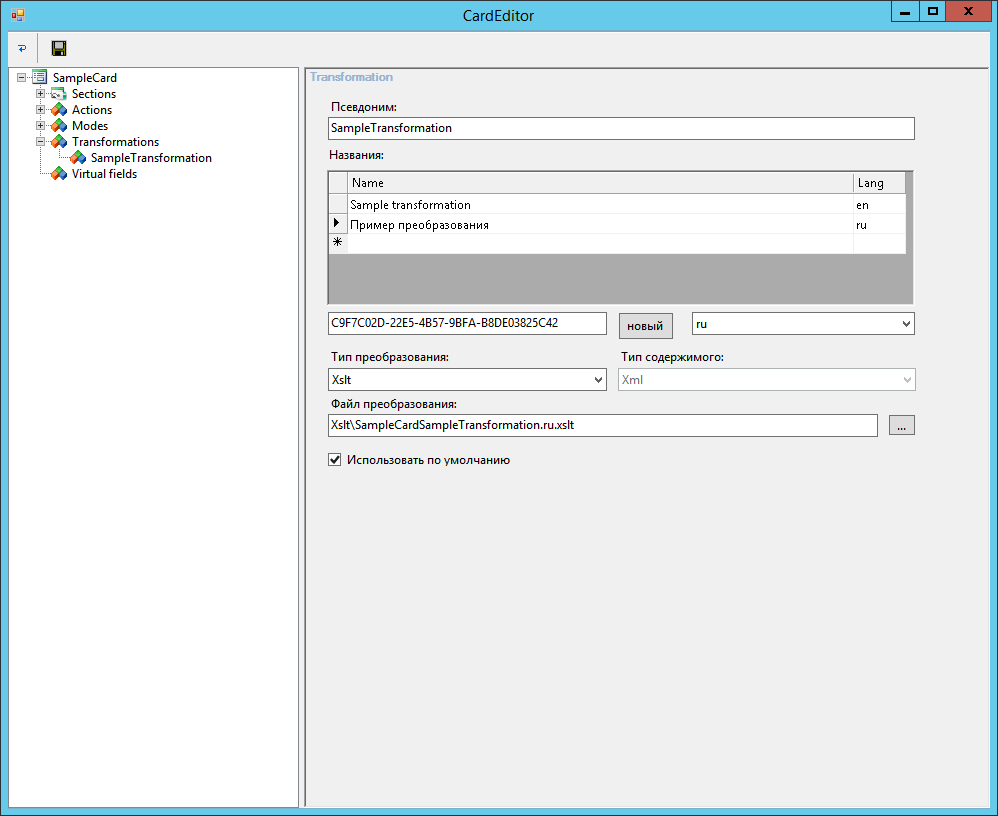 CardEditor
SampleCard
Sections
Actions
Modes
Transformations
SampleTransformation
Virtual fields
Transformation
Псевдоним:
SampleTransformation
Названия:
Name Lang
Sample transformation en
Пример преобразования ru
C9F7C02D-22E5-4B57-9BFA-B8DE03825C42 новый ru
Тип преобразования: Тип содержимого:
Xslt Xml
Файл преобразования:
Xslt\SampleCardSampleTransformation.ru.xslt ...
Использовать по умолчанию